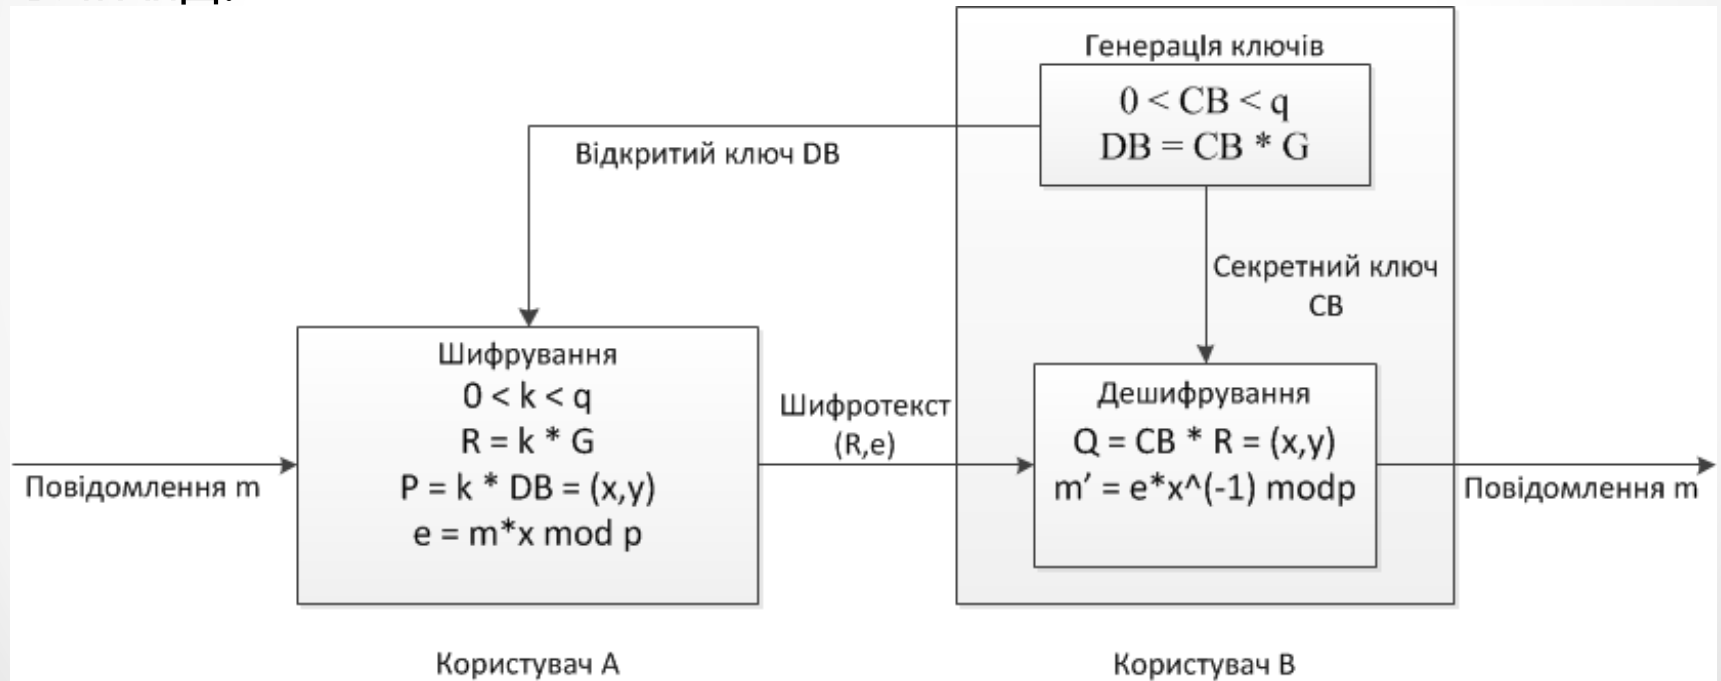 ГенерацІя ключів
0 < CB < q
DB = CB * G
Відкритий ключ DB
Секретний ключ
СВ
Шифрування
0 < k < q
R = k * G
P = k * DB = (x,y)
e = m*x mod p
Шифротекст
(R,e)
Дешифрування
Q = CB * R = (x,y)
m’ = e*x^(-1) modp
Повідомлення m
Повідомлення m
Користувач А
Користувач В